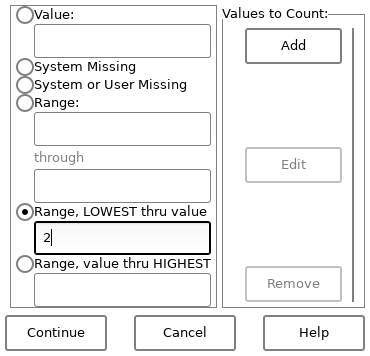 Value:
System Missing
System or User Missing
Range:
through
Range, LOWEST thru value
2
Range, value thru HIGHEST
Values to Count:
Add
Edit
Remove
Continue
Cancel
Help